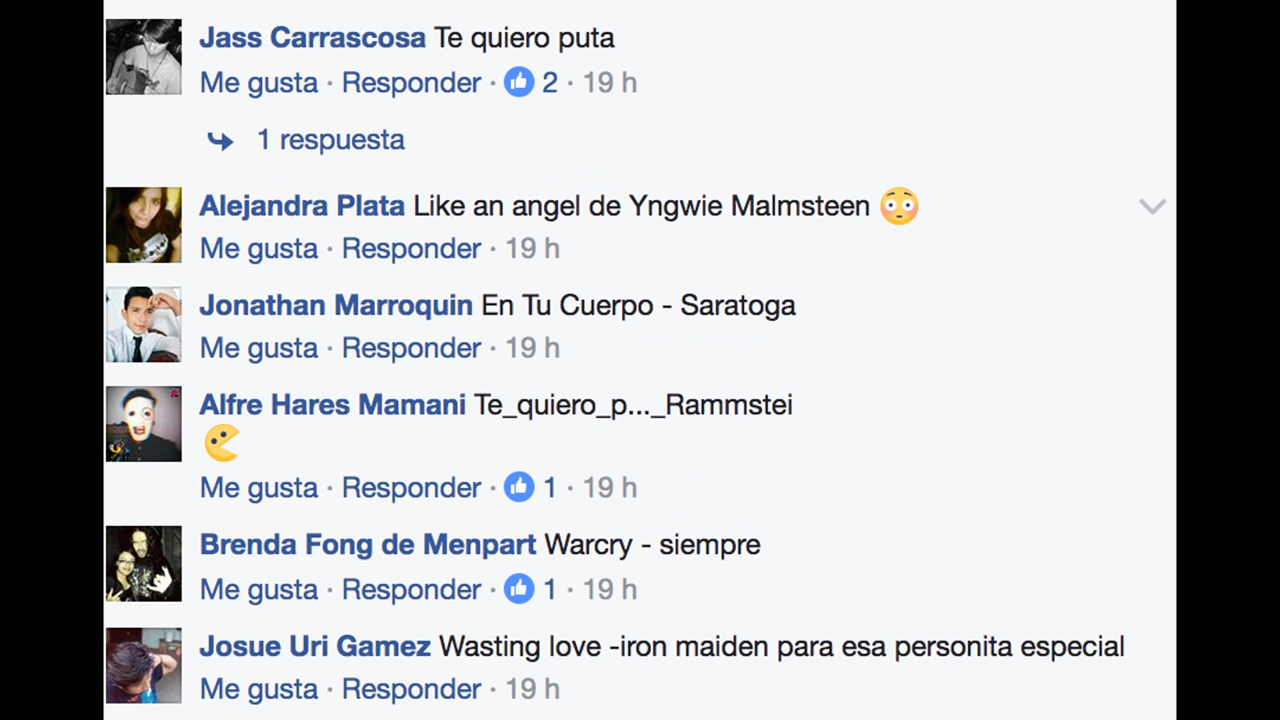 Jass Carrascosa Te quiero puta
Me gusta · Responder · 2 · 19 h
1 respuesta
Alejandra Plata Like an angel de Yngwie Malmsteen 😳
Me gusta · Responder · 19 h
Jonathan Marroquin En Tu Cuerpo - Saratoga
Me gusta · Responder · 19 h
Alfre Hares Mamani Te_quiero_p..._Rammstei
Me gusta · Responder · 1 · 19 h
Brenda Fong de Menpart Warcry - siempre
Me gusta · Responder · 1 · 19 h
Josue Uri Gamez Wasting love -iron maiden para esa personita especial
Me gusta · Responder · 19 h